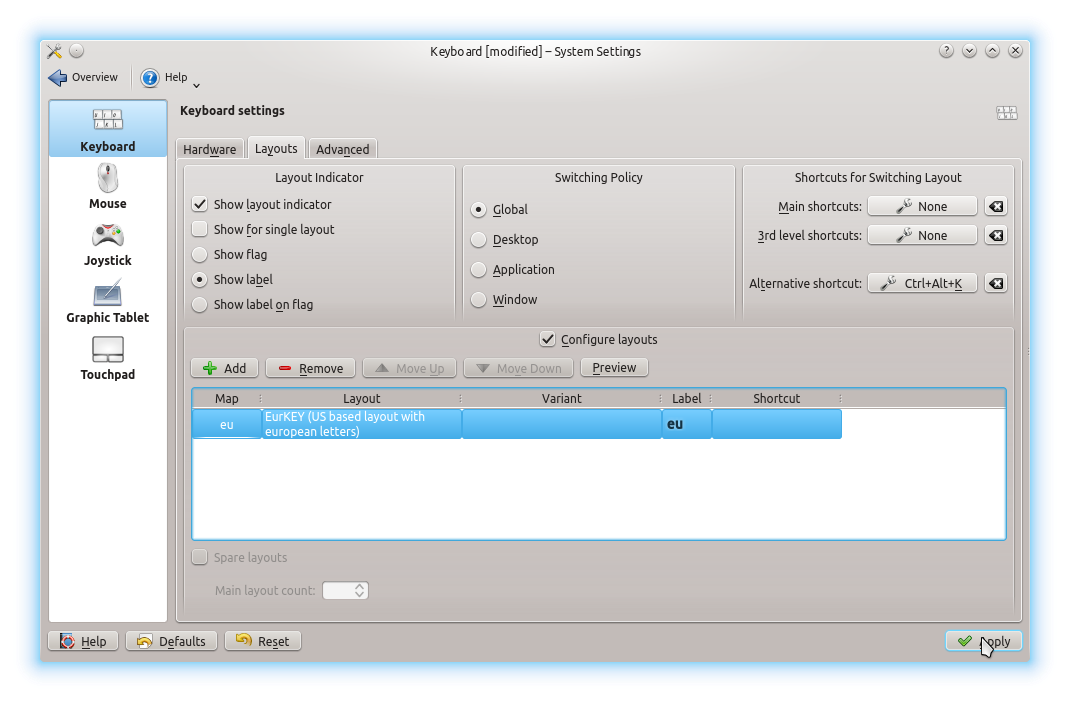 Keyboard [modified] – System Settings
Overview
Help
Keyboard
Mouse
Joystick
Graphic Tablet
Touchpad
Keyboard settings
Hardware Layouts Advanced
Layout Indicator
Show layout indicator
Show for single layout
Show flag
Show label
Show label on flag
Switching Policy
Global
Desktop
Application
Window
Shortcuts for Switching Layout
Main shortcuts: None
3rd level shortcuts: None
Alternative shortcut: Ctrl+Alt+K
Configure layouts
Add Remove Move Up Move Down Preview
Map Layout Variant Label Shortcut
eu EurKEY (US based layout with european letters) eu
Spare layouts
Main layout count:
Help Defaults Reset